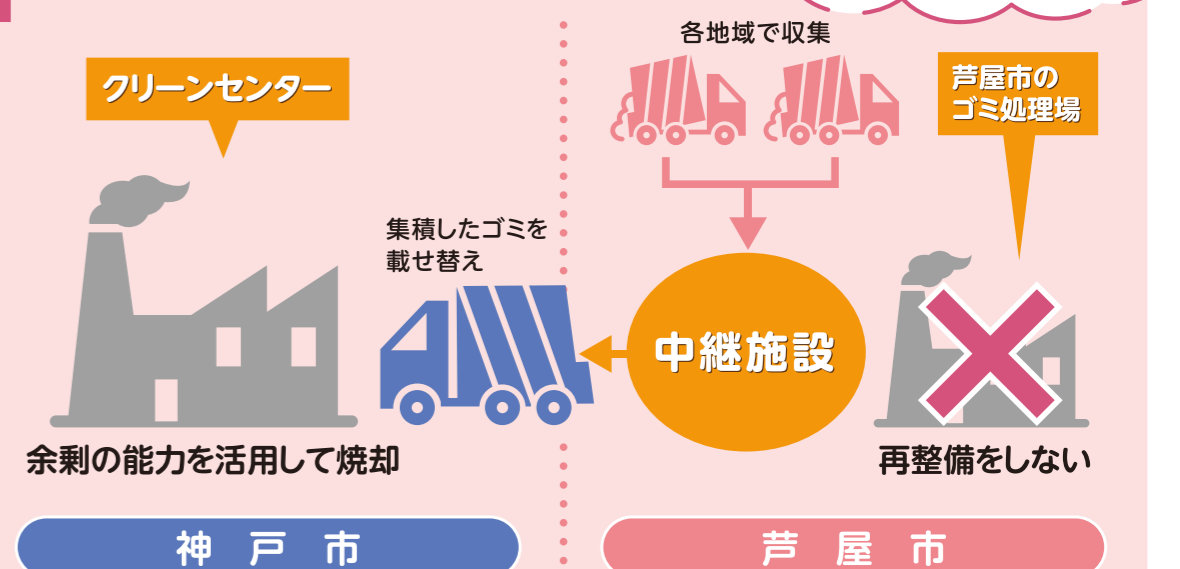 各地域で収集
クリーンセンター
芦屋市の
ゴミ処理場
集積したゴミを
載せ替え
中継施設
余剰の能力を活用して焼却
再整備をしない
神戸市
芦屋市